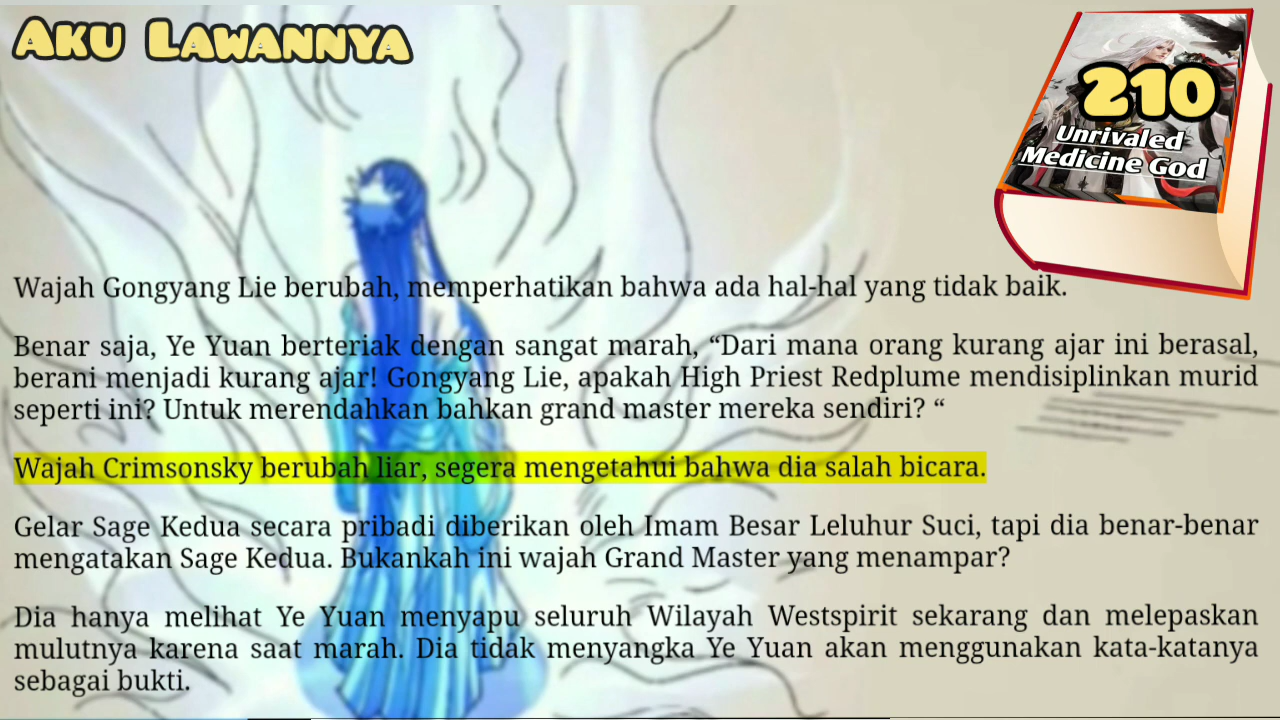 Aku Lawannya
210
Unrivaled
Medicine God
Wajah Gongyang Lie berubah, memperhatikan bahwa ada hal-hal yang tidak baik.
Benar saja, Ye Yuan berteriak dengan sangat marah, “Dari mana orang kurang ajar ini berasal,
berani menjadi kurang ajar! Gongyang Lie, apakah High Priest Redplume mendisiplinkan murid
seperti ini? Untuk merendahkan bahkan grand master mereka sendiri? “
Wajah Crimsonsky berubah liar, segera mengetahui bahwa dia salah bicara.
Gelar Sage Kedua secara pribadi diberikan oleh Imam Besar Leluhur Suci, tapi dia benar-benar
mengatakan Sage Kedua. Bukankah ini wajah Grand Master yang menampar?
Dia hanya melihat Ye Yuan menyapu seluruh Wilayah Westspirit sekarang dan melepaskan
mulutnya karena saat marah. Dia tidak menyangka Ye Yuan akan menggunakan kata-katanya
sebagai bukti.